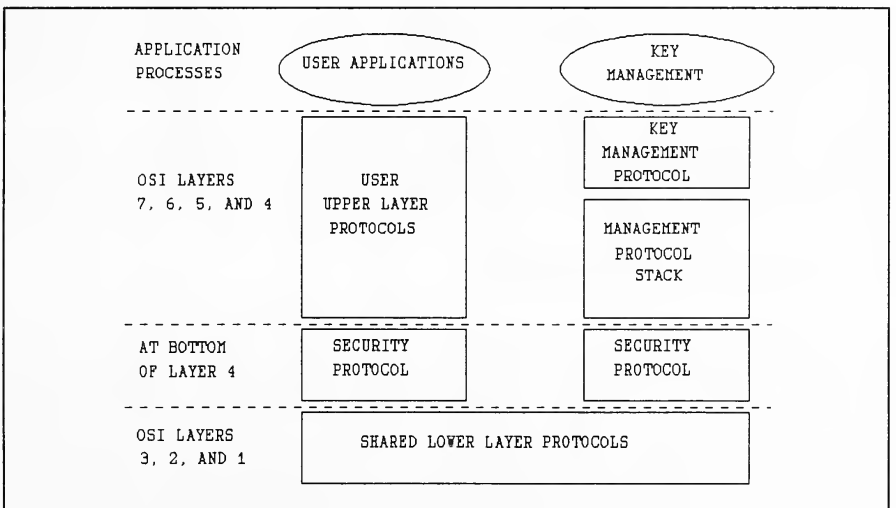 APPLICATION
PROCESSES
USER APPLICATIONS
KEY
MANAGEMENT
OSI LAYERS
7, 6, 5, AND 4
USER
UPPER LAYER
PROTOCOLS
KEY
MANAGEMENT
PROTOCOL
MANAGEMENT
PROTOCOL
STACK
AT BOTTOM
OF LAYER 4
SECURITY
PROTOCOL
SECURITY
PROTOCOL
OSI LAYERS
3, 2, AND 1
SHARED LOWER LAYER PROTOCOLS